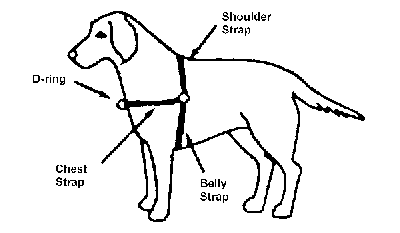 Shoulder
Strap
D-ring
Chest
Strap
Belly
Strap